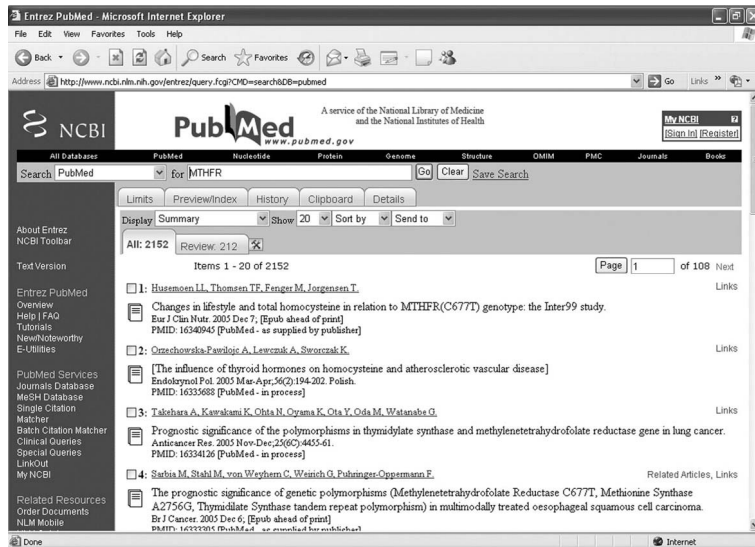 Entrez PubMed - Microsoft Internet Explorer
File Edit View Favorites Tools Help
Back Search Favorites
Address http://www.ncbi.nlm.nih.gov/entrez/query.fcgi?CMD=search&DB=pubmed Go Links »
NCBI
PubMed
www.pubmed.gov
A service of the National Library of Medicine
and the National Institutes of Health
My NCBI
[Sign In] [Register]
All Databases PubMed Nucleotide Protein Genome Structure OMIM PMC Journals Books
Search PubMed for MTHFR Go Clear Save Search
Limits Preview/Index History Clipboard Details
Display Summary Show 20 Sort by Send to
All: 2152 Review: 212
Items 1 - 20 of 2152 Page 1 of 108 Next
About Entrez
NCBI Toolbar
Text Version
Entrez PubMed
Overview
Help | FAQ
Tutorials
New/Noteworthy
E-Utilities
PubMed Services
Journals Database
MeSH Database
Single Citation
Matcher
Batch Citation Matcher
Clinical Queries
Special Queries
LinkOut
My NCBI
Related Resources
Order Documents
NLM Mobile
1: Husemoen LL, Thomsen TF, Fenger M, Jorgensen T. Links
Changes in lifestyle and total homocysteine in relation to MTHFR(C677T) genotype: the Inter99 study.
Eur J Clin Nutr. 2005 Dec 7; [Epub ahead of print]
PMID: 16340945 [PubMed - as supplied by publisher]
2: Orzechowska-Pawilojc A, Lewczuk A, Sworczak K. Links
[The influence of thyroid hormones on homocysteine and atherosclerotic vascular disease]
Endokrynol Pol. 2005 Mar-Apr;56(2):194-202. Polish.
PMID: 16335688 [PubMed - in process]
3: Takehara A, Kawakami K, Ohta N, Oyama K, Ota Y, Oda M, Watanabe G. Links
Prognostic significance of the polymorphisms in thymidylate synthase and methylenetetrahydrofolate reductase gene in lung cancer.
Anticancer Res. 2005 Nov-Dec;25(6C):4455-61.
PMID: 16334126 [PubMed - in process]
4: Sarbia M, Stahl M, von Weyhern C, Weirich G, Puhringer-Oppermann F. Related Articles, Links
The prognostic significance of genetic polymorphisms (Methylenetetrahydrofolate Reductase C677T, Methionine Synthase
A2756G, Thymidilate Synthase tandem repeat polymorphism) in multimodally treated oesophageal squamous cell carcinoma.
Br J Cancer. 2005 Dec 6; [Epub ahead of print]
PMID: 16333305 [PubMed - as supplied by publisher]
Done Internet